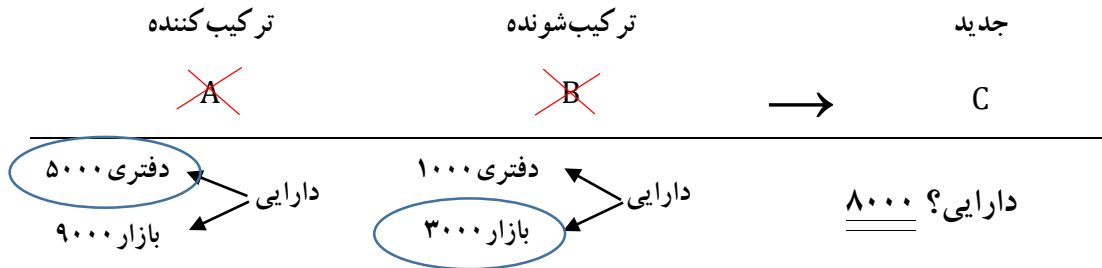 ترکیب‌کننده ترکیب‌شونده جدید
A B → C
دفتری ۵۰۰۰ دارایی دفتری ۱۰۰۰ دارایی دارایی؟ ۸۰۰۰
بازار ۹۰۰۰ بازار ۳۰۰۰